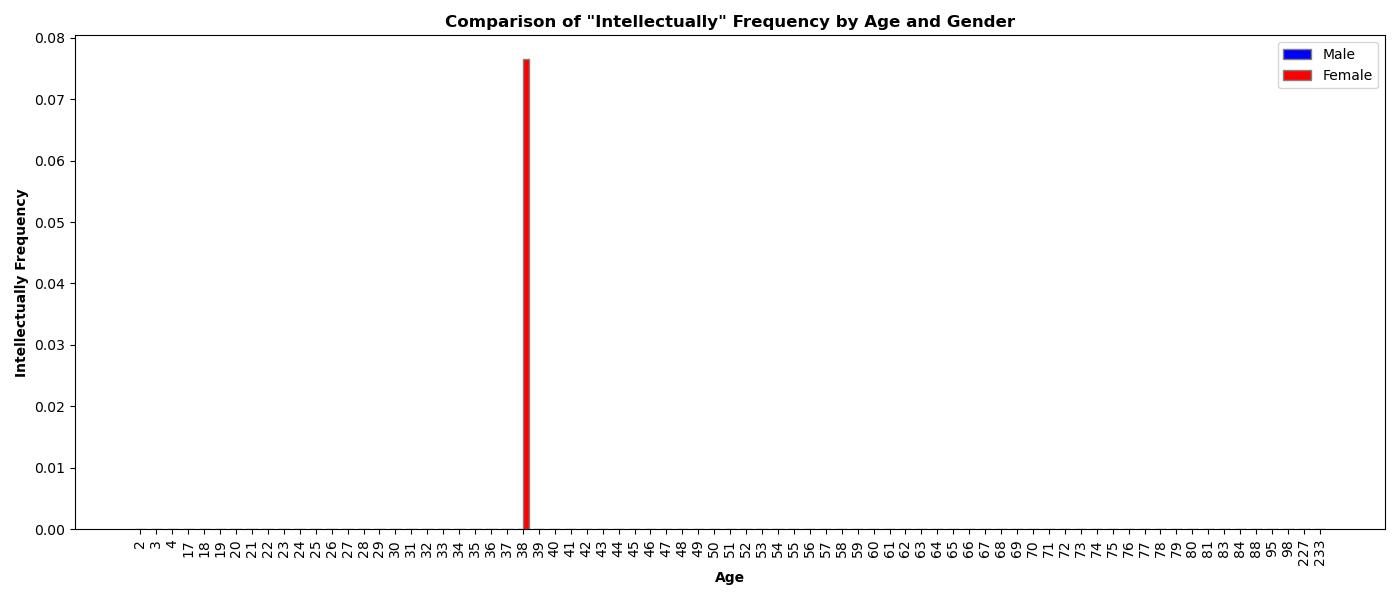 Comparison of "Intellectually" Frequency by Age and Gender
Male
Female
Intellectually Frequency
0.08
0.07
0.06
0.05
0.04
0.03
0.02
0.01
0.00
2 3 4 17 18 19 20 21 22 23 24 25 26 27 28 29 30 31 32 33 34 35 36 37 38 39 40 41 42 43 44 45 46 47 48 49 50 51 52 53 54 55 56 57 58 59 60 61 62 63 64 65 66 67 68 69 70 71 72 73 74 75 76 77 78 79 80 81 83 84 88 95 98 227 233
Age